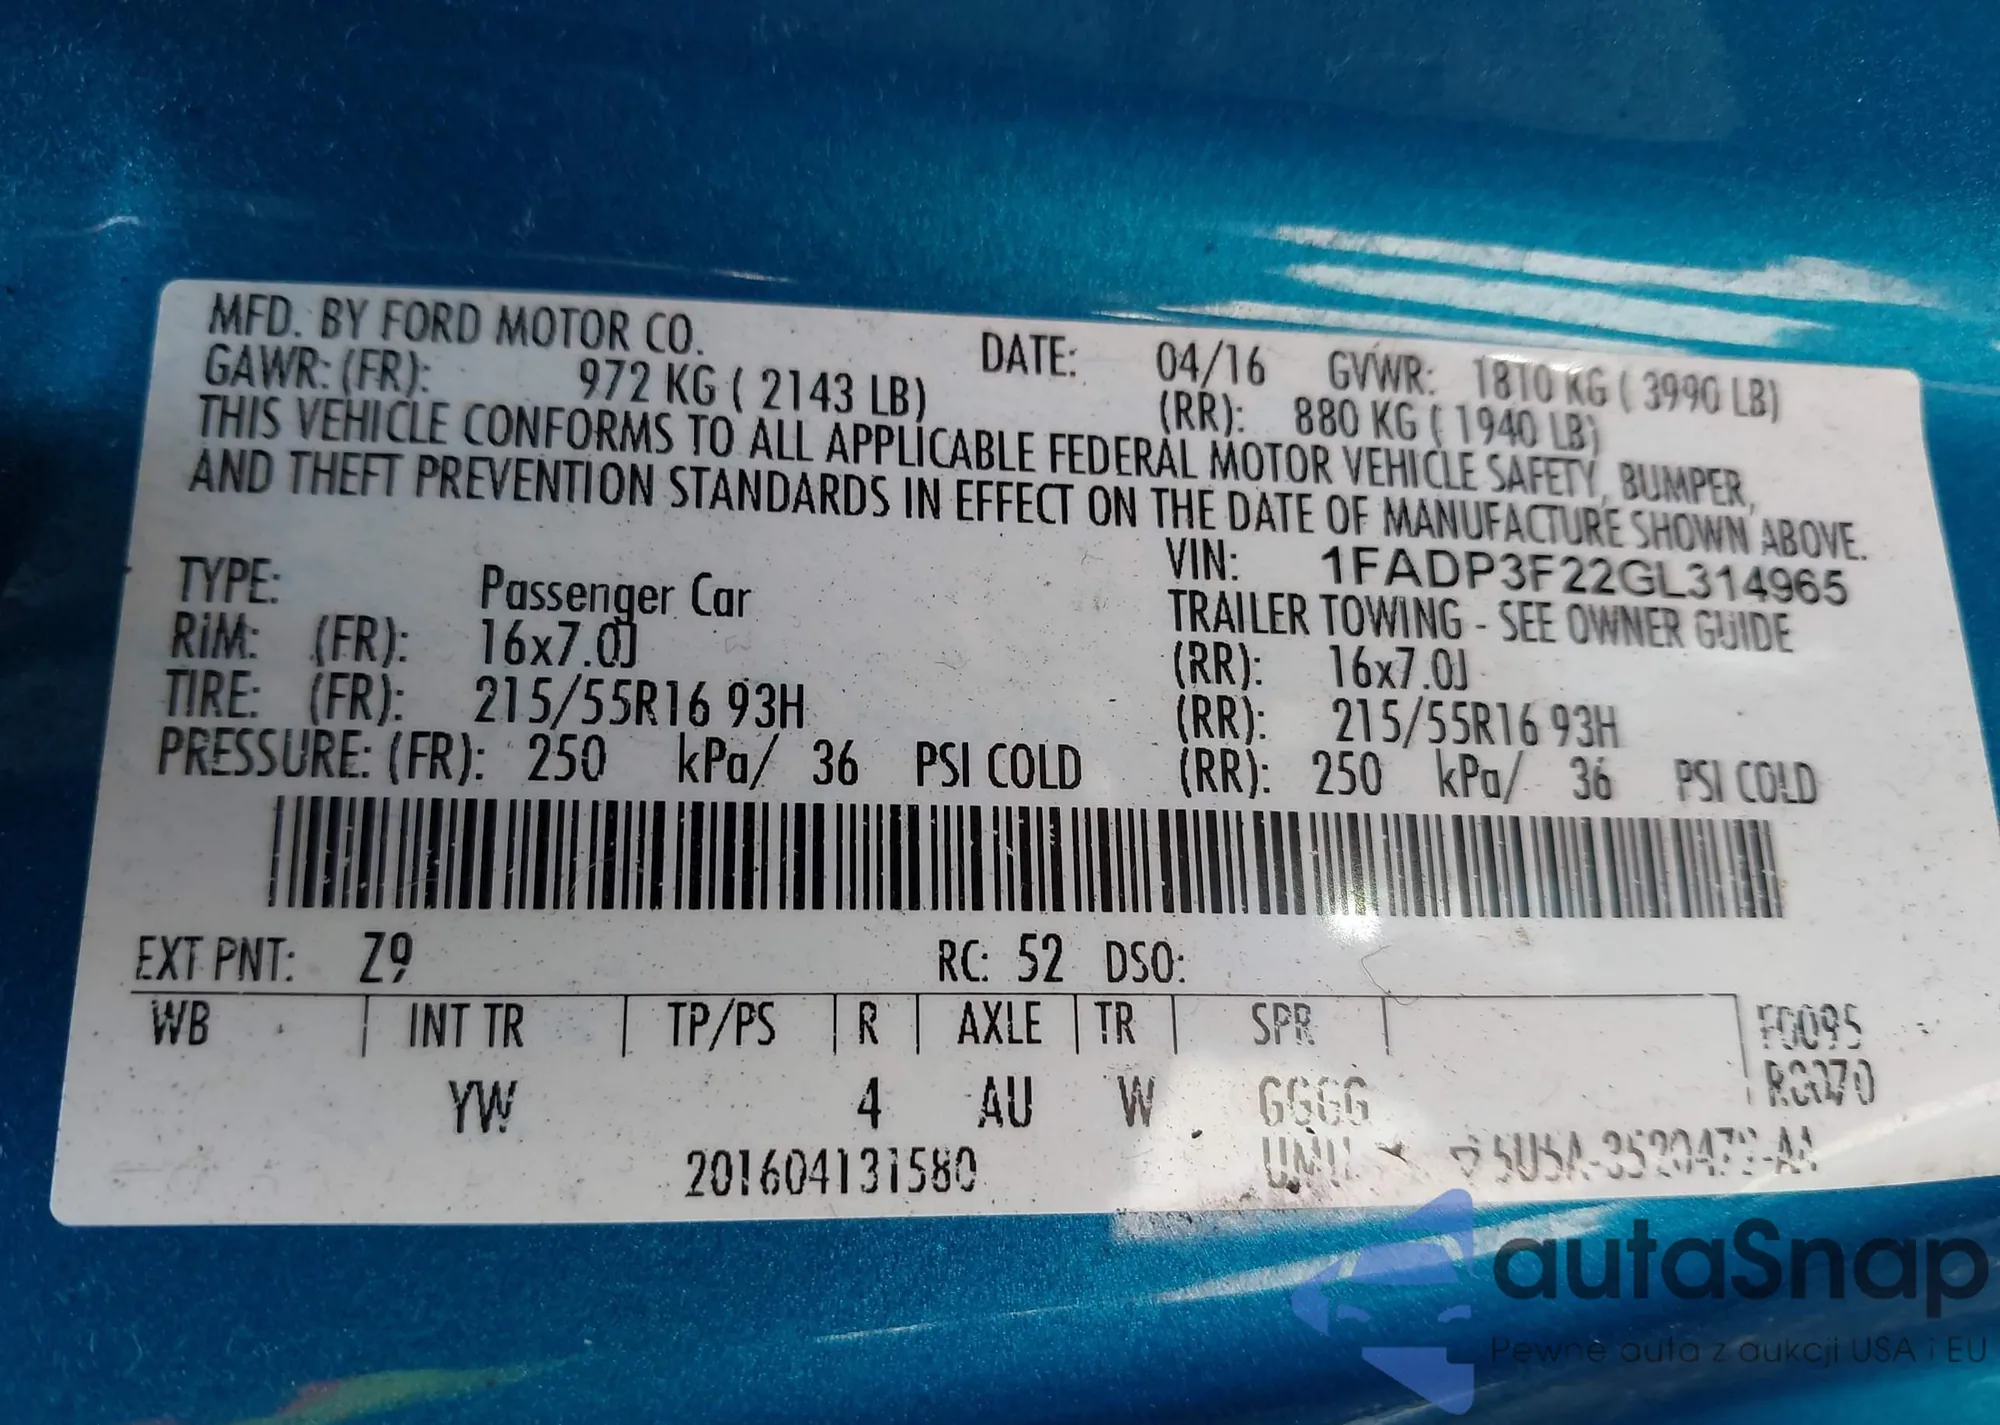 MFD. BY FORD MOTOR CO. DATE: 04/16 GVWR: 1810 KG ( 3990 LB)
GAWR: (FR): 972 KG ( 2143 LB) (RR): 880 KG ( 1940 LB)
THIS VEHICLE CONFORMS TO ALL APPLICABLE FEDERAL MOTOR VEHICLE SAFETY, BUMPER,
AND THEFT PREVENTION STANDARDS IN EFFECT ON THE DATE OF MANUFACTURE SHOWN ABOVE.
VIN: 1FADP3F22GL314965
TYPE: Passenger Car TRAILER TOWING - SEE OWNER GUIDE
RIM: (FR): 16x7.0J (RR): 16x7.0J
TIRE: (FR): 215/55R16 93H (RR): 215/55R16 93H
PRESSURE: (FR): 250 kPa/ 36 PSI COLD (RR): 250 kPa/ 36 PSI COLD
EXT PNT: Z9 RC: 52 DSO:
WB INT TR TP/PS R AXLE TR SPR F0095
YW 4 AU W GGGG
201604131580
autaSnap
Pewne auta z aukcji USA i EU